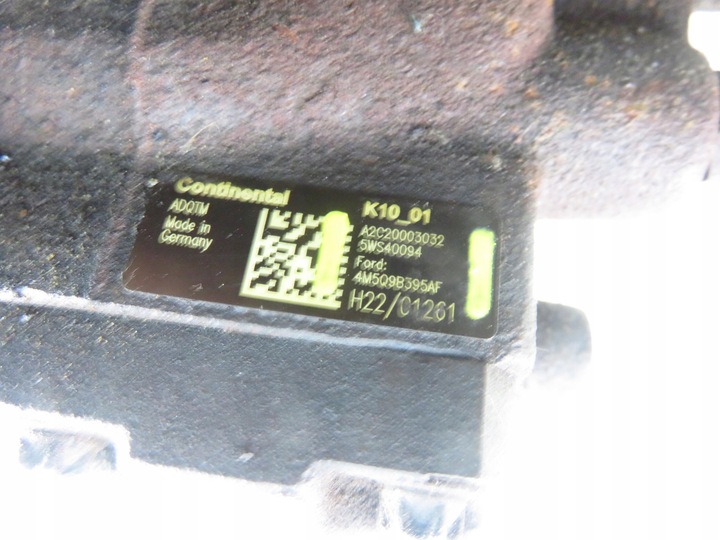 Continental
ADQTM
Made in
Germany
K10_01
A2C20003032
5WS40094
Ford:
4M5Q9B395AF
H22/01261